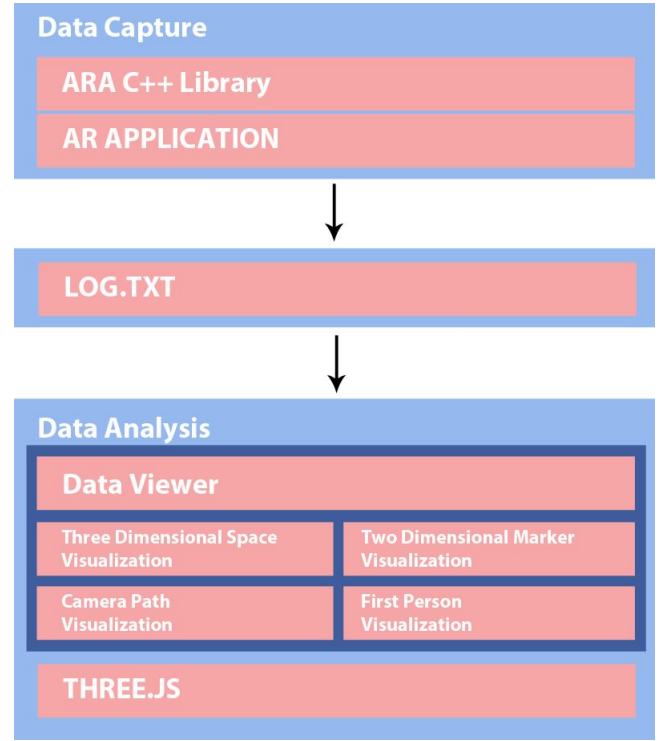 Data Capture
ARA C++ Library
AR APPLICATION
LOG.TXT
Data Analysis
Data Viewer
Three Dimensional Space
Visualization
Two Dimensional Marker
Visualization
Camera Path
Visualization
First Person
Visualization
THREE.JS